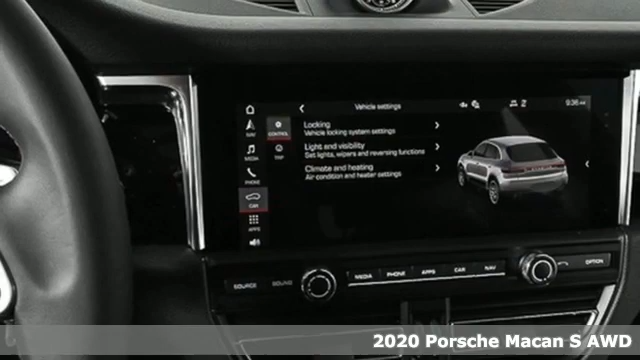 Vehicle settings
9:36 AM
NAV
MEDIA
PHONE
CAR
APPS
CONTROL
TRIP
Locking
Vehicle locking system settings
Light and visibility
Set lights, wipers and reversing functions
Climate and heating
Air condition and heater settings
SOURCE
SOUND
MEDIA
PHONE
APPS
CAR
NAV
OPTION
2020 Porsche Macan S AWD